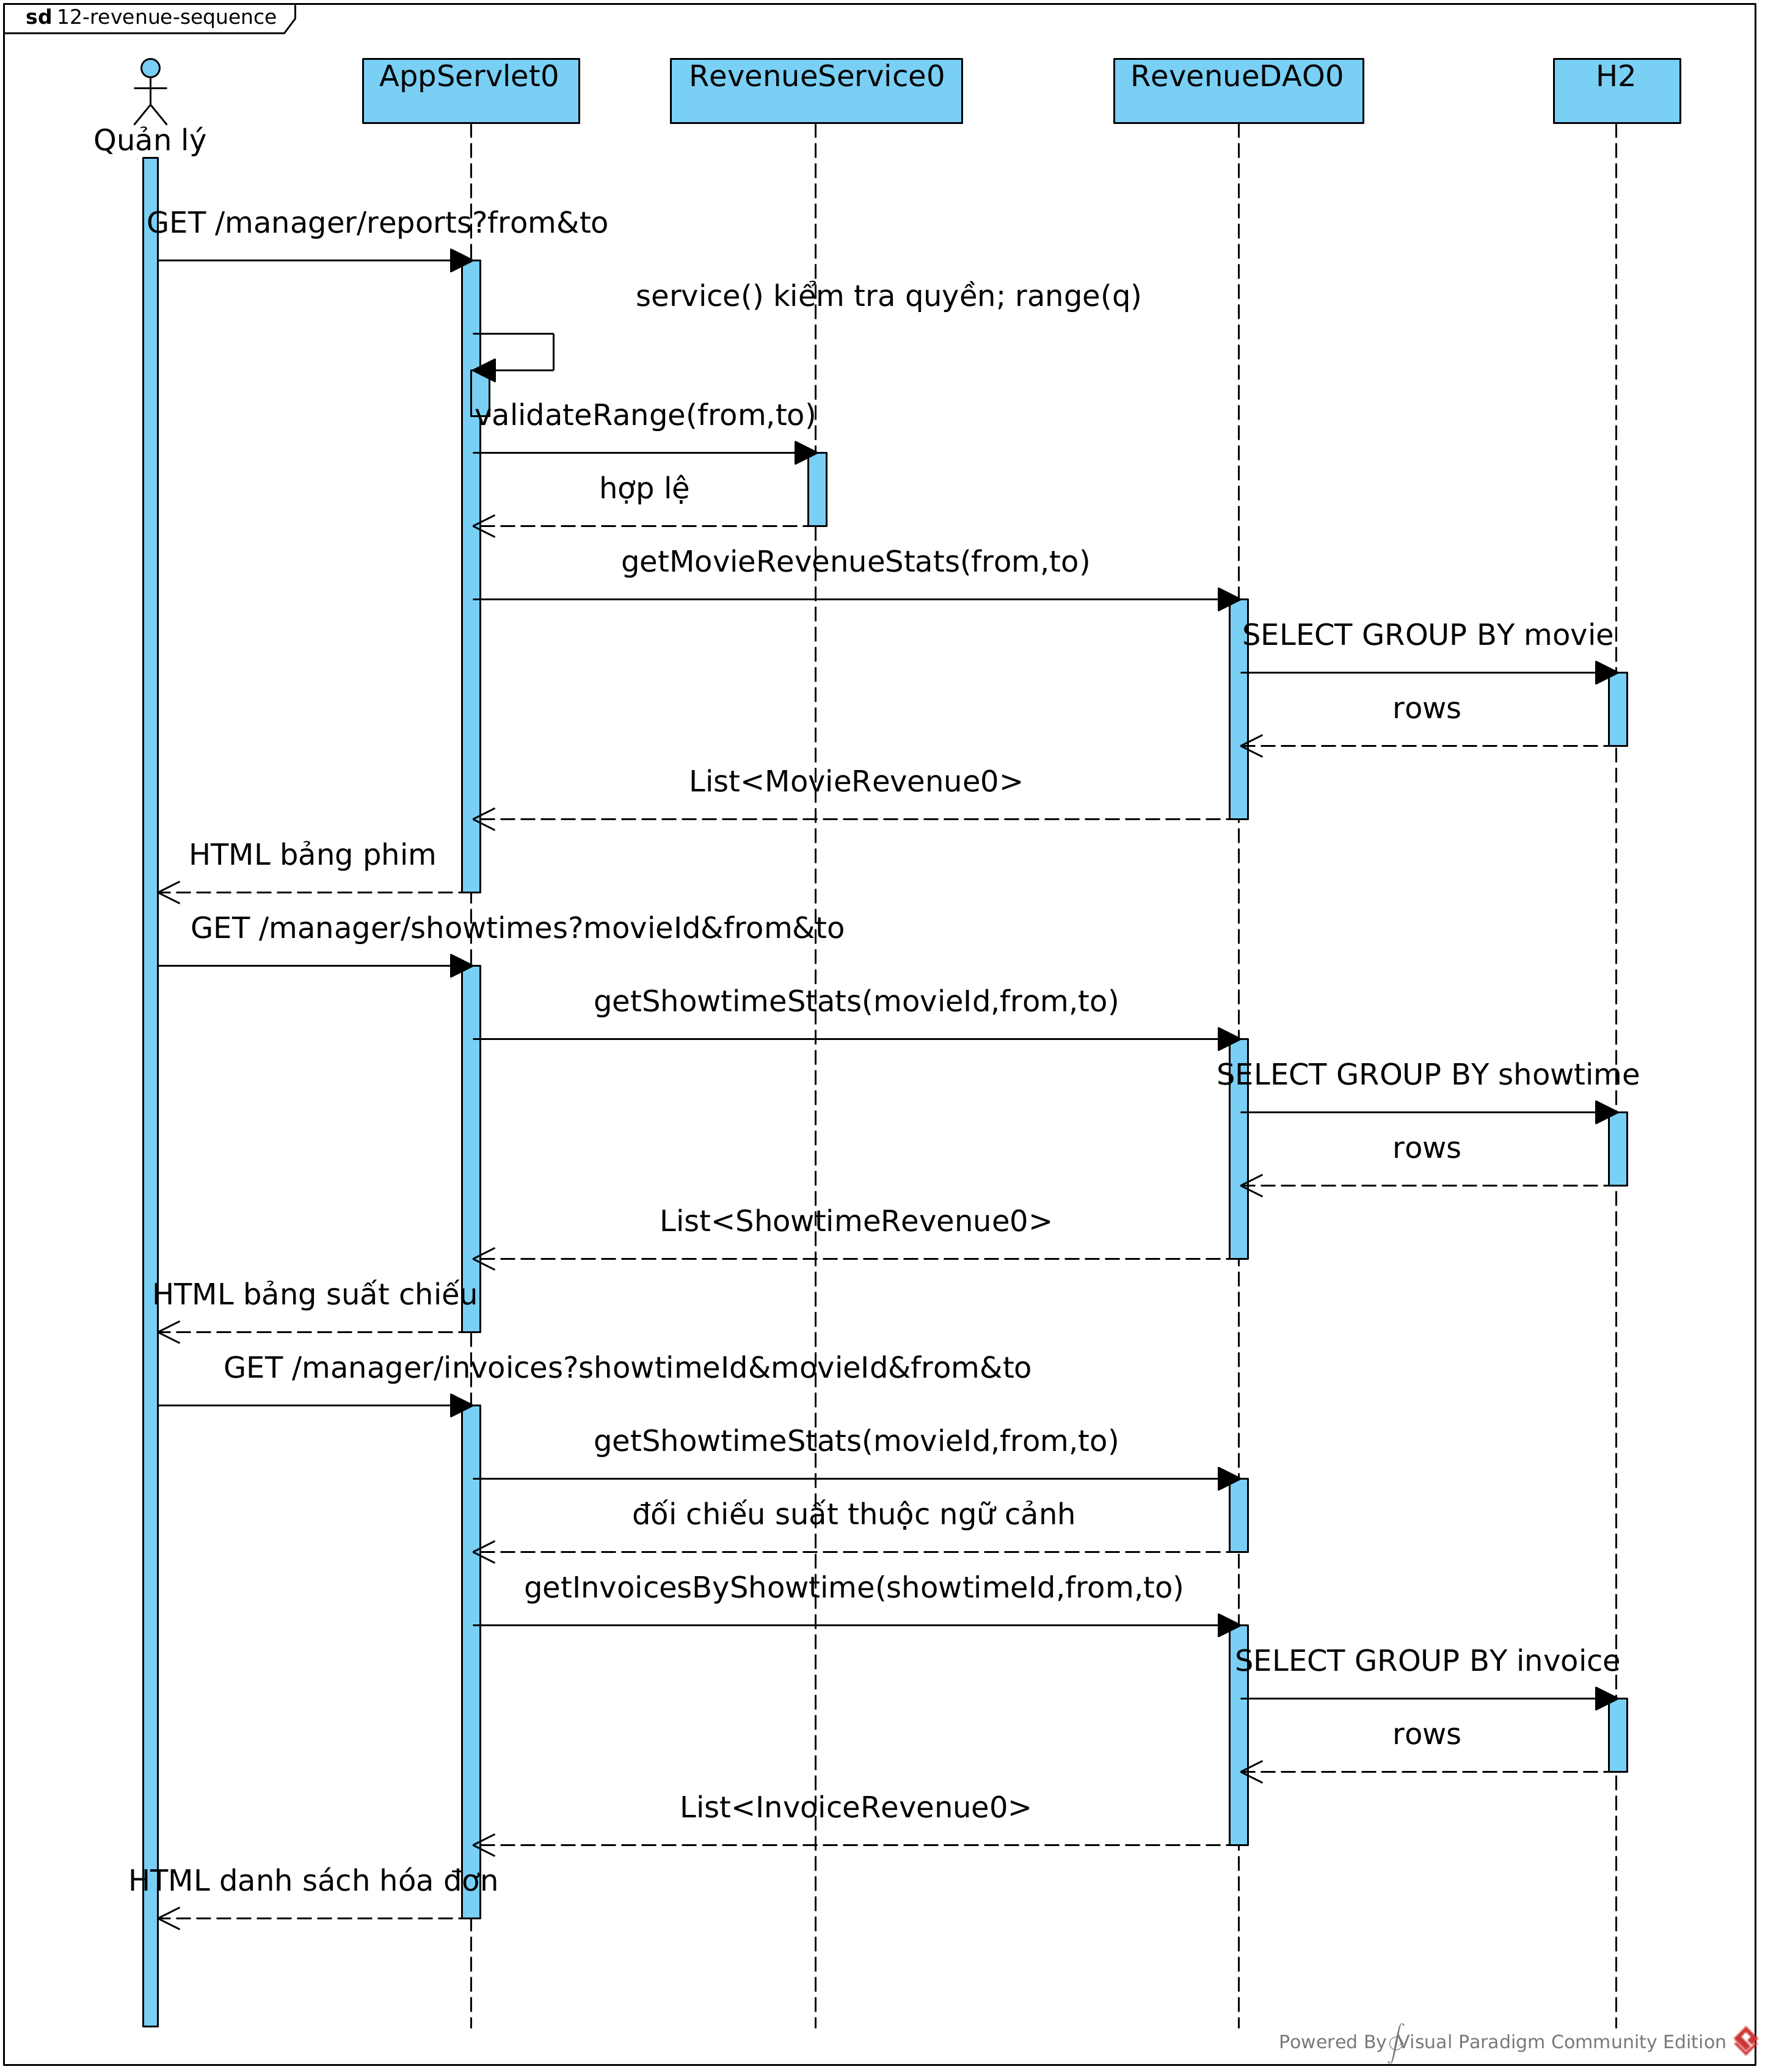 sd 12-revenue-sequence
AppServlet0 RevenueService0 RevenueDAO0 H2
Quản lý
GET /manager/reports?from&to
service() kiểm tra quyền; range(q)
validateRange(from,to)
hợp lệ
getMovieRevenueStats(from,to)
SELECT GROUP BY movie
rows
List<MovieRevenue0>
HTML bảng phim
GET /manager/showtimes?movieId&from&to
getShowtimeStats(movieId,from,to)
SELECT GROUP BY showtime
rows
List<ShowtimeRevenue0>
HTML bảng suất chiếu
GET /manager/invoices?showtimeId&movieId&from&to
getShowtimeStats(movieId,from,to)
đối chiếu suất thuộc ngữ cảnh
getInvoicesByShowtime(showtimeId,from,to)
SELECT GROUP BY invoice
rows
List<InvoiceRevenue0>
HTML danh sách hóa đơn
Powered By Visual Paradigm Community Edition